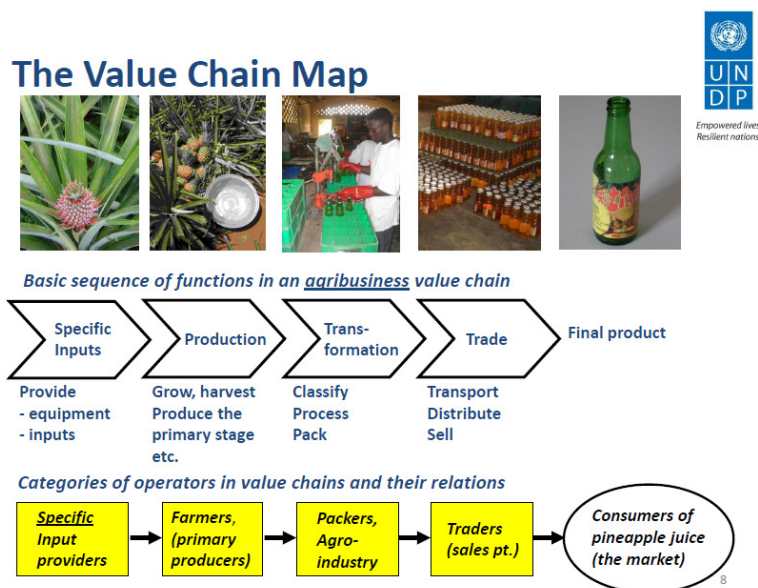 The Value Chain Map
U N
D P
Empowered lives
Resilient nations
Basic sequence of functions in an agribusiness value chain
Specific
Inputs
Production
Trans-
formation
Trade
Final product
Provide
- equipment
- inputs
Grow, harvest
Produce the
primary stage
etc.
Classify
Process
Pack
Transport
Distribute
Sell
Categories of operators in value chains and their relations
Specific
Input
providers
Farmers,
(primary
producers)
Packers,
Agro-
industry
Traders
(sales pt.)
Consumers of
pineapple juice
(the market)
8